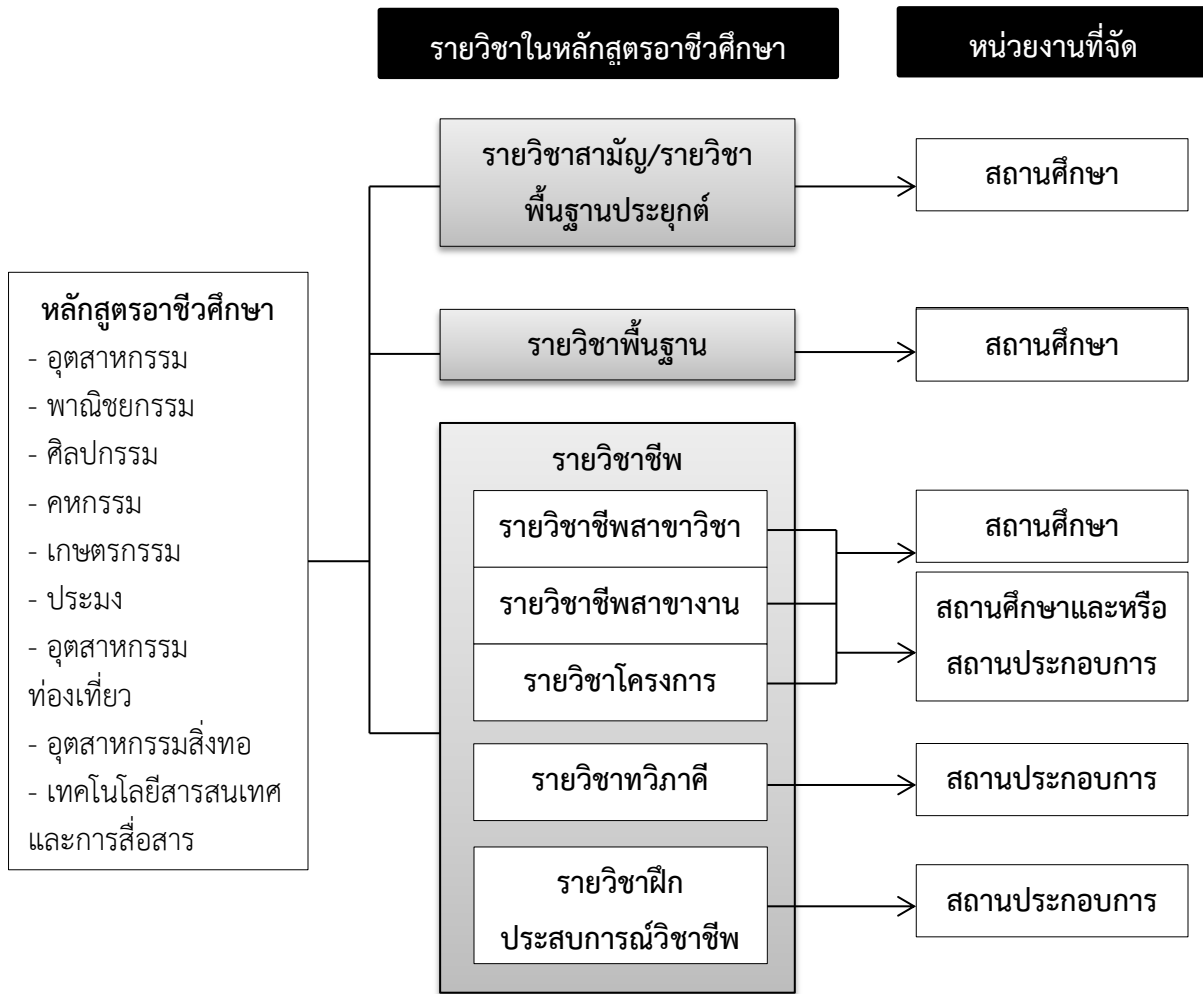 รายวิชาในหลักสูตรอาชีวศึกษา
หน่วยงานที่จัด
รายวิชาสามัญ/รายวิชา
พื้นฐานประยุกต์
สถานศึกษา
หลักสูตรอาชีวศึกษา
- อุตสาหกรรม
- พาณิชยกรรม
- ศิลปกรรม
- คหกรรม
- เกษตรกรรม
- ประมง
- อุตสาหกรรม
ท่องเที่ยว
- อุตสาหกรรมสิ่งทอ
- เทคโนโลยีสารสนเทศ
และการสื่อสาร
รายวิชาพื้นฐาน
สถานศึกษา
รายวิชาชีพ
รายวิชาชีพสาขาวิชา
รายวิชาชีพสาขางาน
รายวิชาโครงการ
สถานศึกษา
สถานศึกษาและหรือ
สถานประกอบการ
รายวิชาทวิภาคี
สถานประกอบการ
รายวิชาฝึก
ประสบการณ์วิชาชีพ
สถานประกอบการ